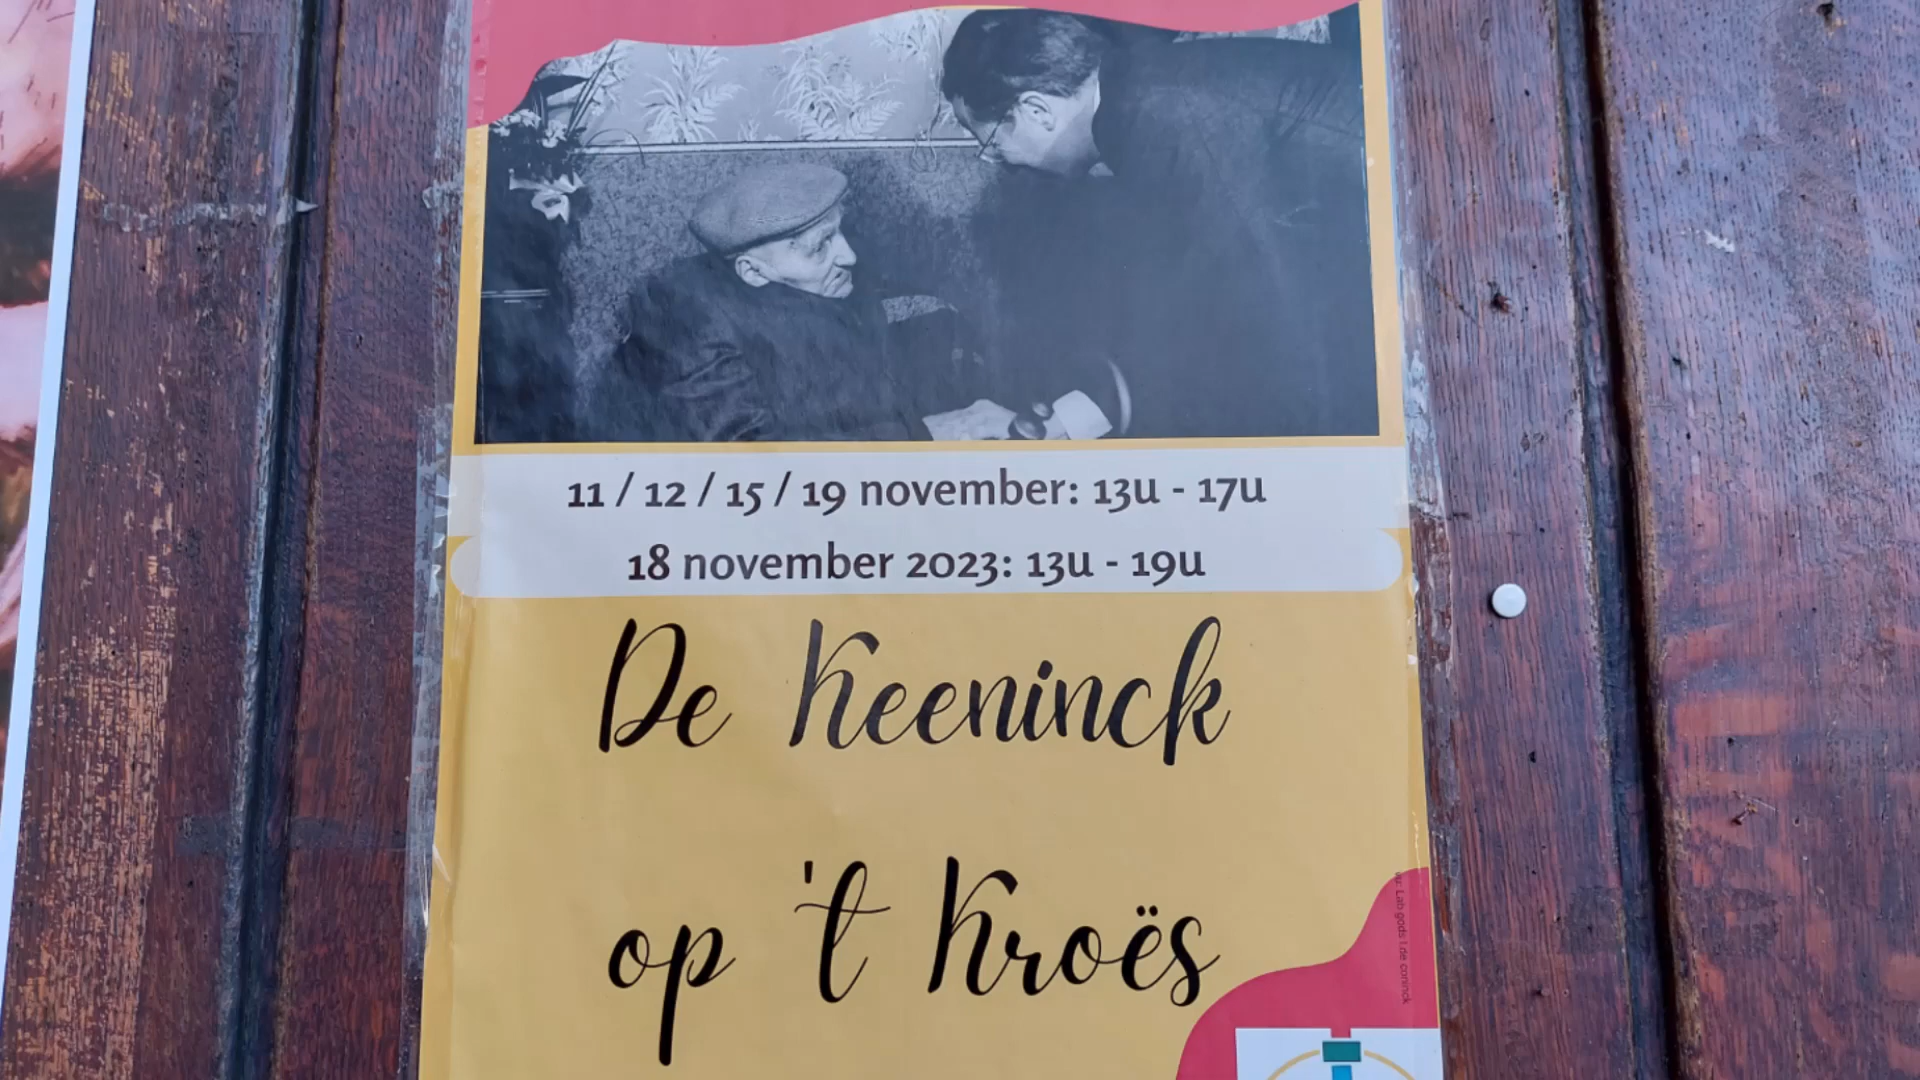 11 / 12 / 15 / 19 november: 13u - 17u
18 november 2023: 13u - 19u
De Keeninck
op 't Kroës